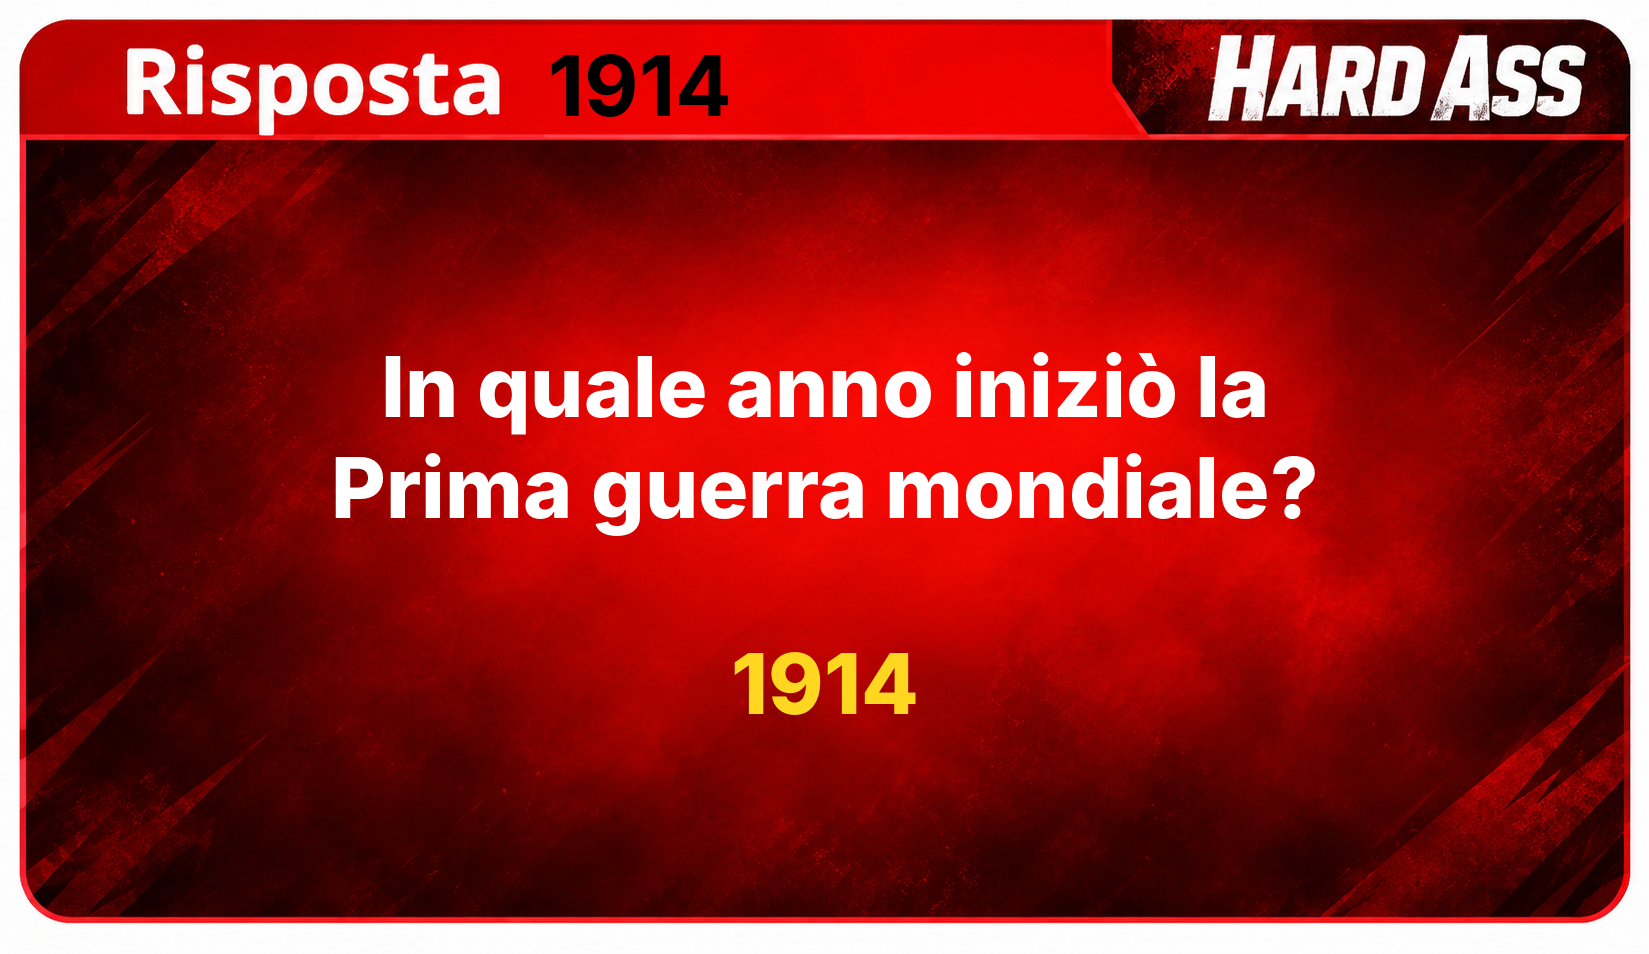 Risposta 1914
HARD ASS
In quale anno iniziò la
Prima guerra mondiale?
1914